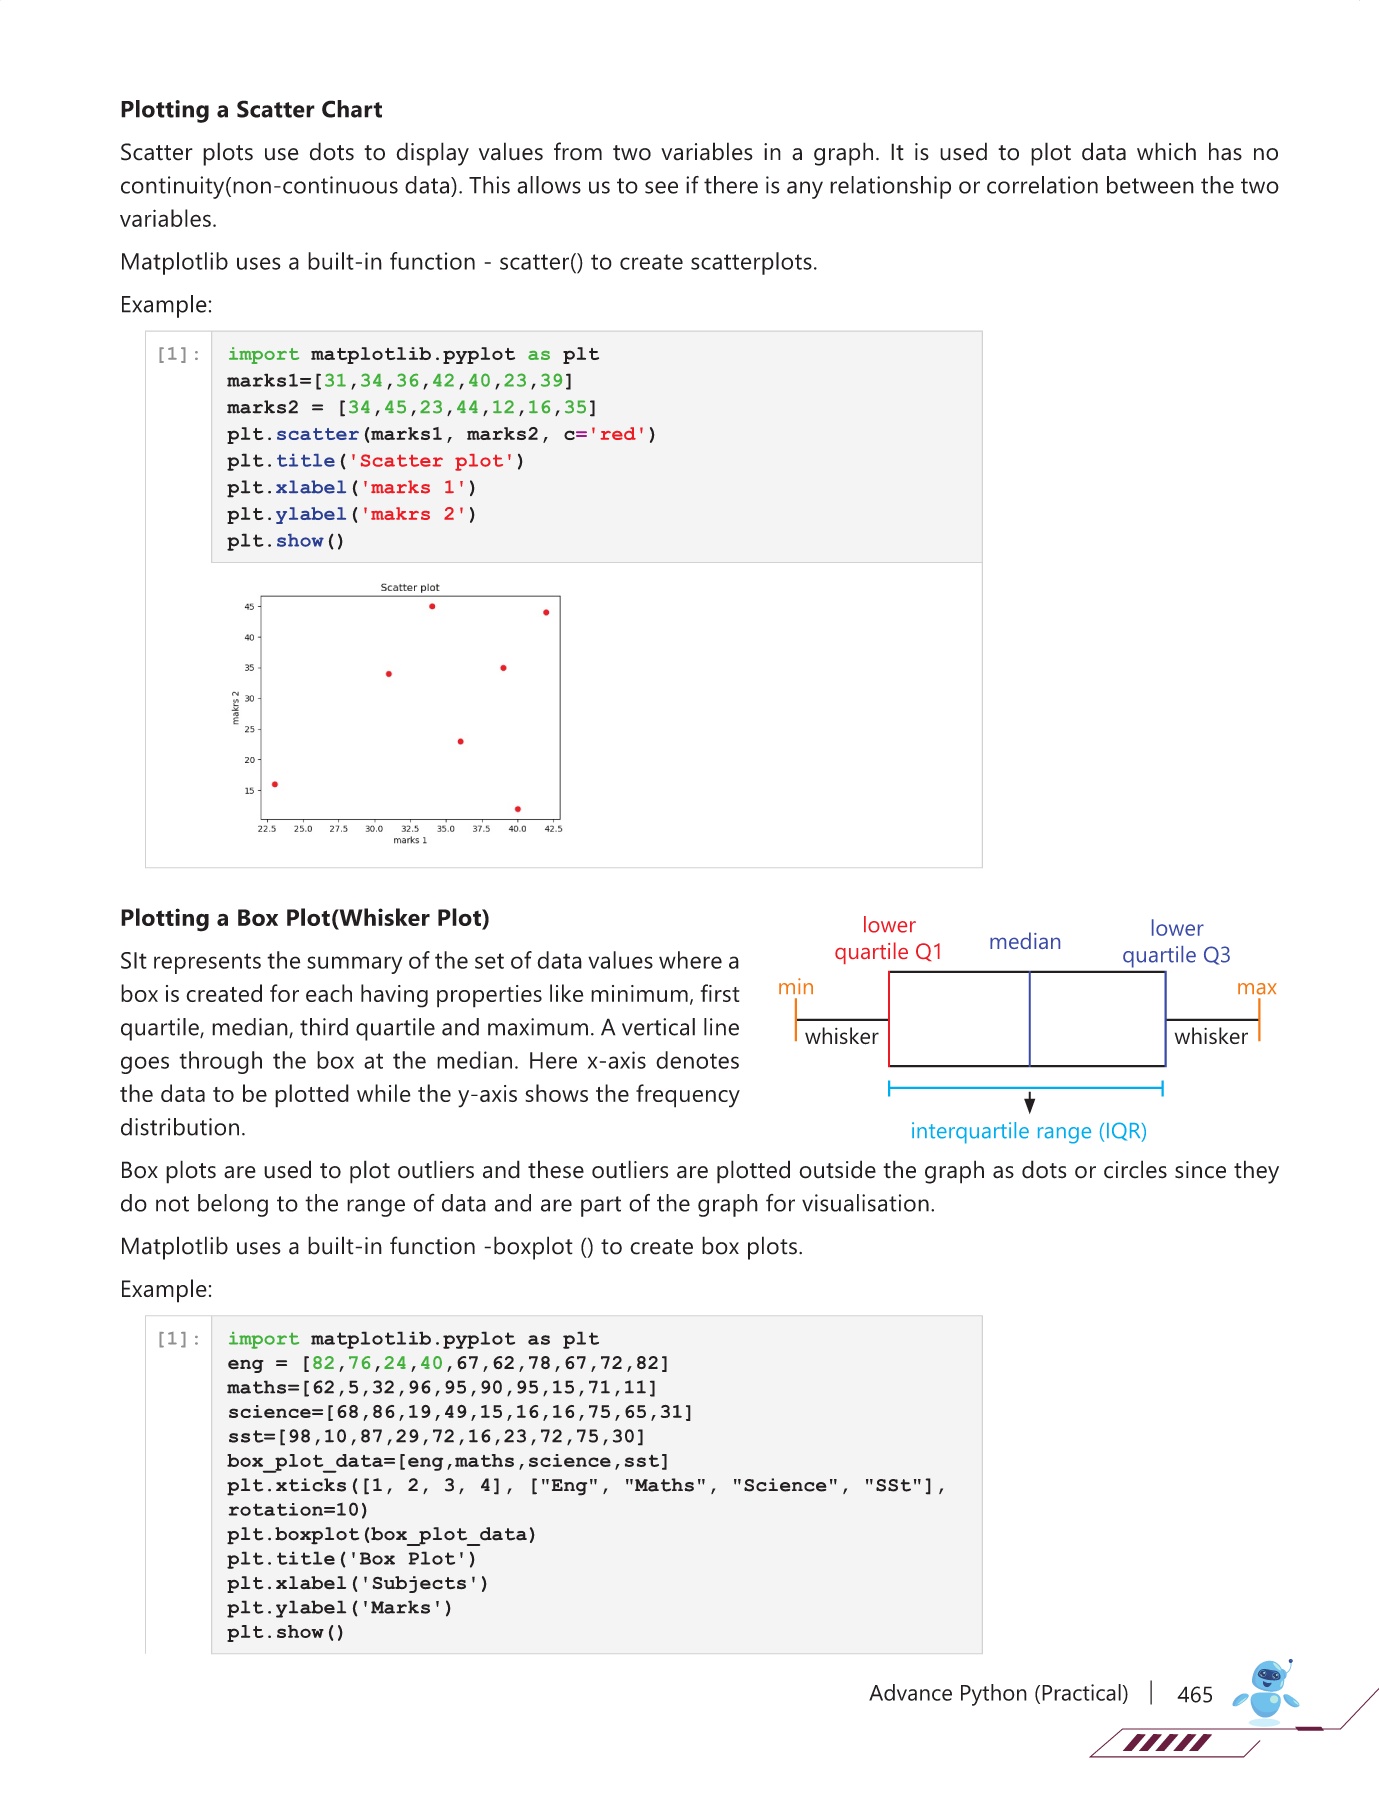 Plotting a Scatter Chart
Scatter plots use dots to display values from two variables in a graph. It is used to plot data which has no
continuity(non-continuous data). This allows us to see if there is any relationship or correlation between the two
variables.
Matplotlib uses a built-in function - scatter() to create scatterplots.
Example:
[1]:
import matplotlib.pyplot as plt
marks1=[31,34,36,42,40,23,39]
marks2 = [34,45,23,44,12,16,35]
plt.scatter(marks1, marks2, c='red')
plt.title('Scatter plot')
plt.xlabel('marks 1')
plt.ylabel('makrs 2')
plt.show()
Scatter plot
45
40
35
30
25
20
15
makrs 2
22.5 25.0 27.5 30.0 32.5 35.0 37.5 40.0 42.5
marks 1
Plotting a Box Plot(Whisker Plot)
SIt represents the summary of the set of data values where a
box is created for each having properties like minimum, first
quartile, median, third quartile and maximum. A vertical line
goes through the box at the median. Here x-axis denotes
the data to be plotted while the y-axis shows the frequency
distribution.
lower
quartile Q1
median
lower
quartile Q3
min
max
whisker
whisker
interquartile range (IQR)
Box plots are used to plot outliers and these outliers are plotted outside the graph as dots or circles since they
do not belong to the range of data and are part of the graph for visualisation.
Matplotlib uses a built-in function -boxplot () to create box plots.
Example:
[1]:
import matplotlib.pyplot as plt
eng = [82,76,24,40,67,62,78,67,72,82]
maths=[62,5,32,96,95,90,95,15,71,11]
science=[68,86,19,49,15,16,16,75,65,31]
sst=[98,10,87,29,72,16,23,72,75,30]
box_plot_data=[eng,maths,science,sst]
plt.xticks([1, 2, 3, 4], ["Eng", "Maths", "Science", "SSt"],
rotation=10)
plt.boxplot(box_plot_data)
plt.title('Box Plot')
plt.xlabel('Subjects')
plt.ylabel('Marks')
plt.show()
Advance Python (Practical) | 465